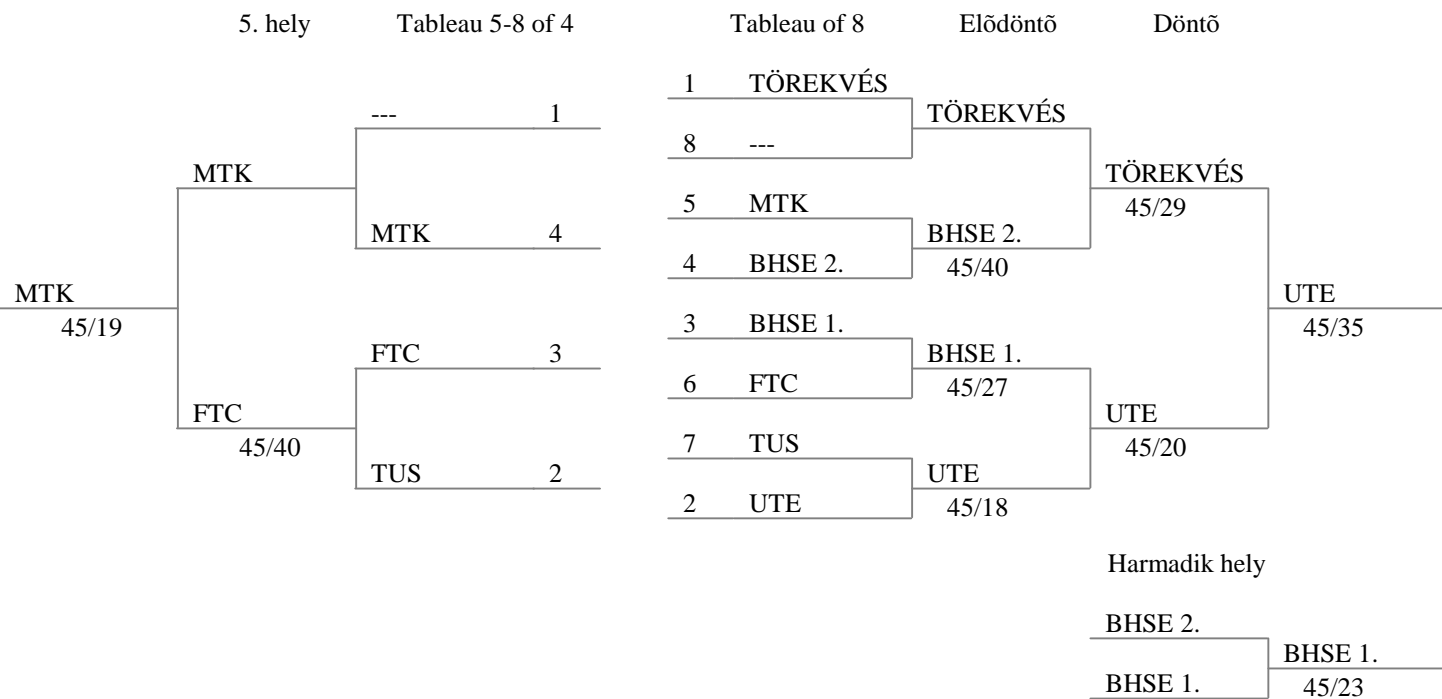 5. hely Tableau 5-8 of 4 Tableau of 8 Elõdöntõ Döntõ
1 TÖREKVÉS
--- 1 TÖREKVÉS
8 ---
MTK TÖREKVÉS
5 MTK 45/29
MTK 4 BHSE 2.
4 BHSE 2. 45/40
MTK UTE
45/19 3 BHSE 1. 45/35
FTC 3 BHSE 1.
6 FTC 45/27
FTC UTE
45/40 7 TUS 45/20
TUS 2 UTE
2 UTE 45/18
Harmadik hely
BHSE 2.
BHSE 1.
BHSE 1. 45/23